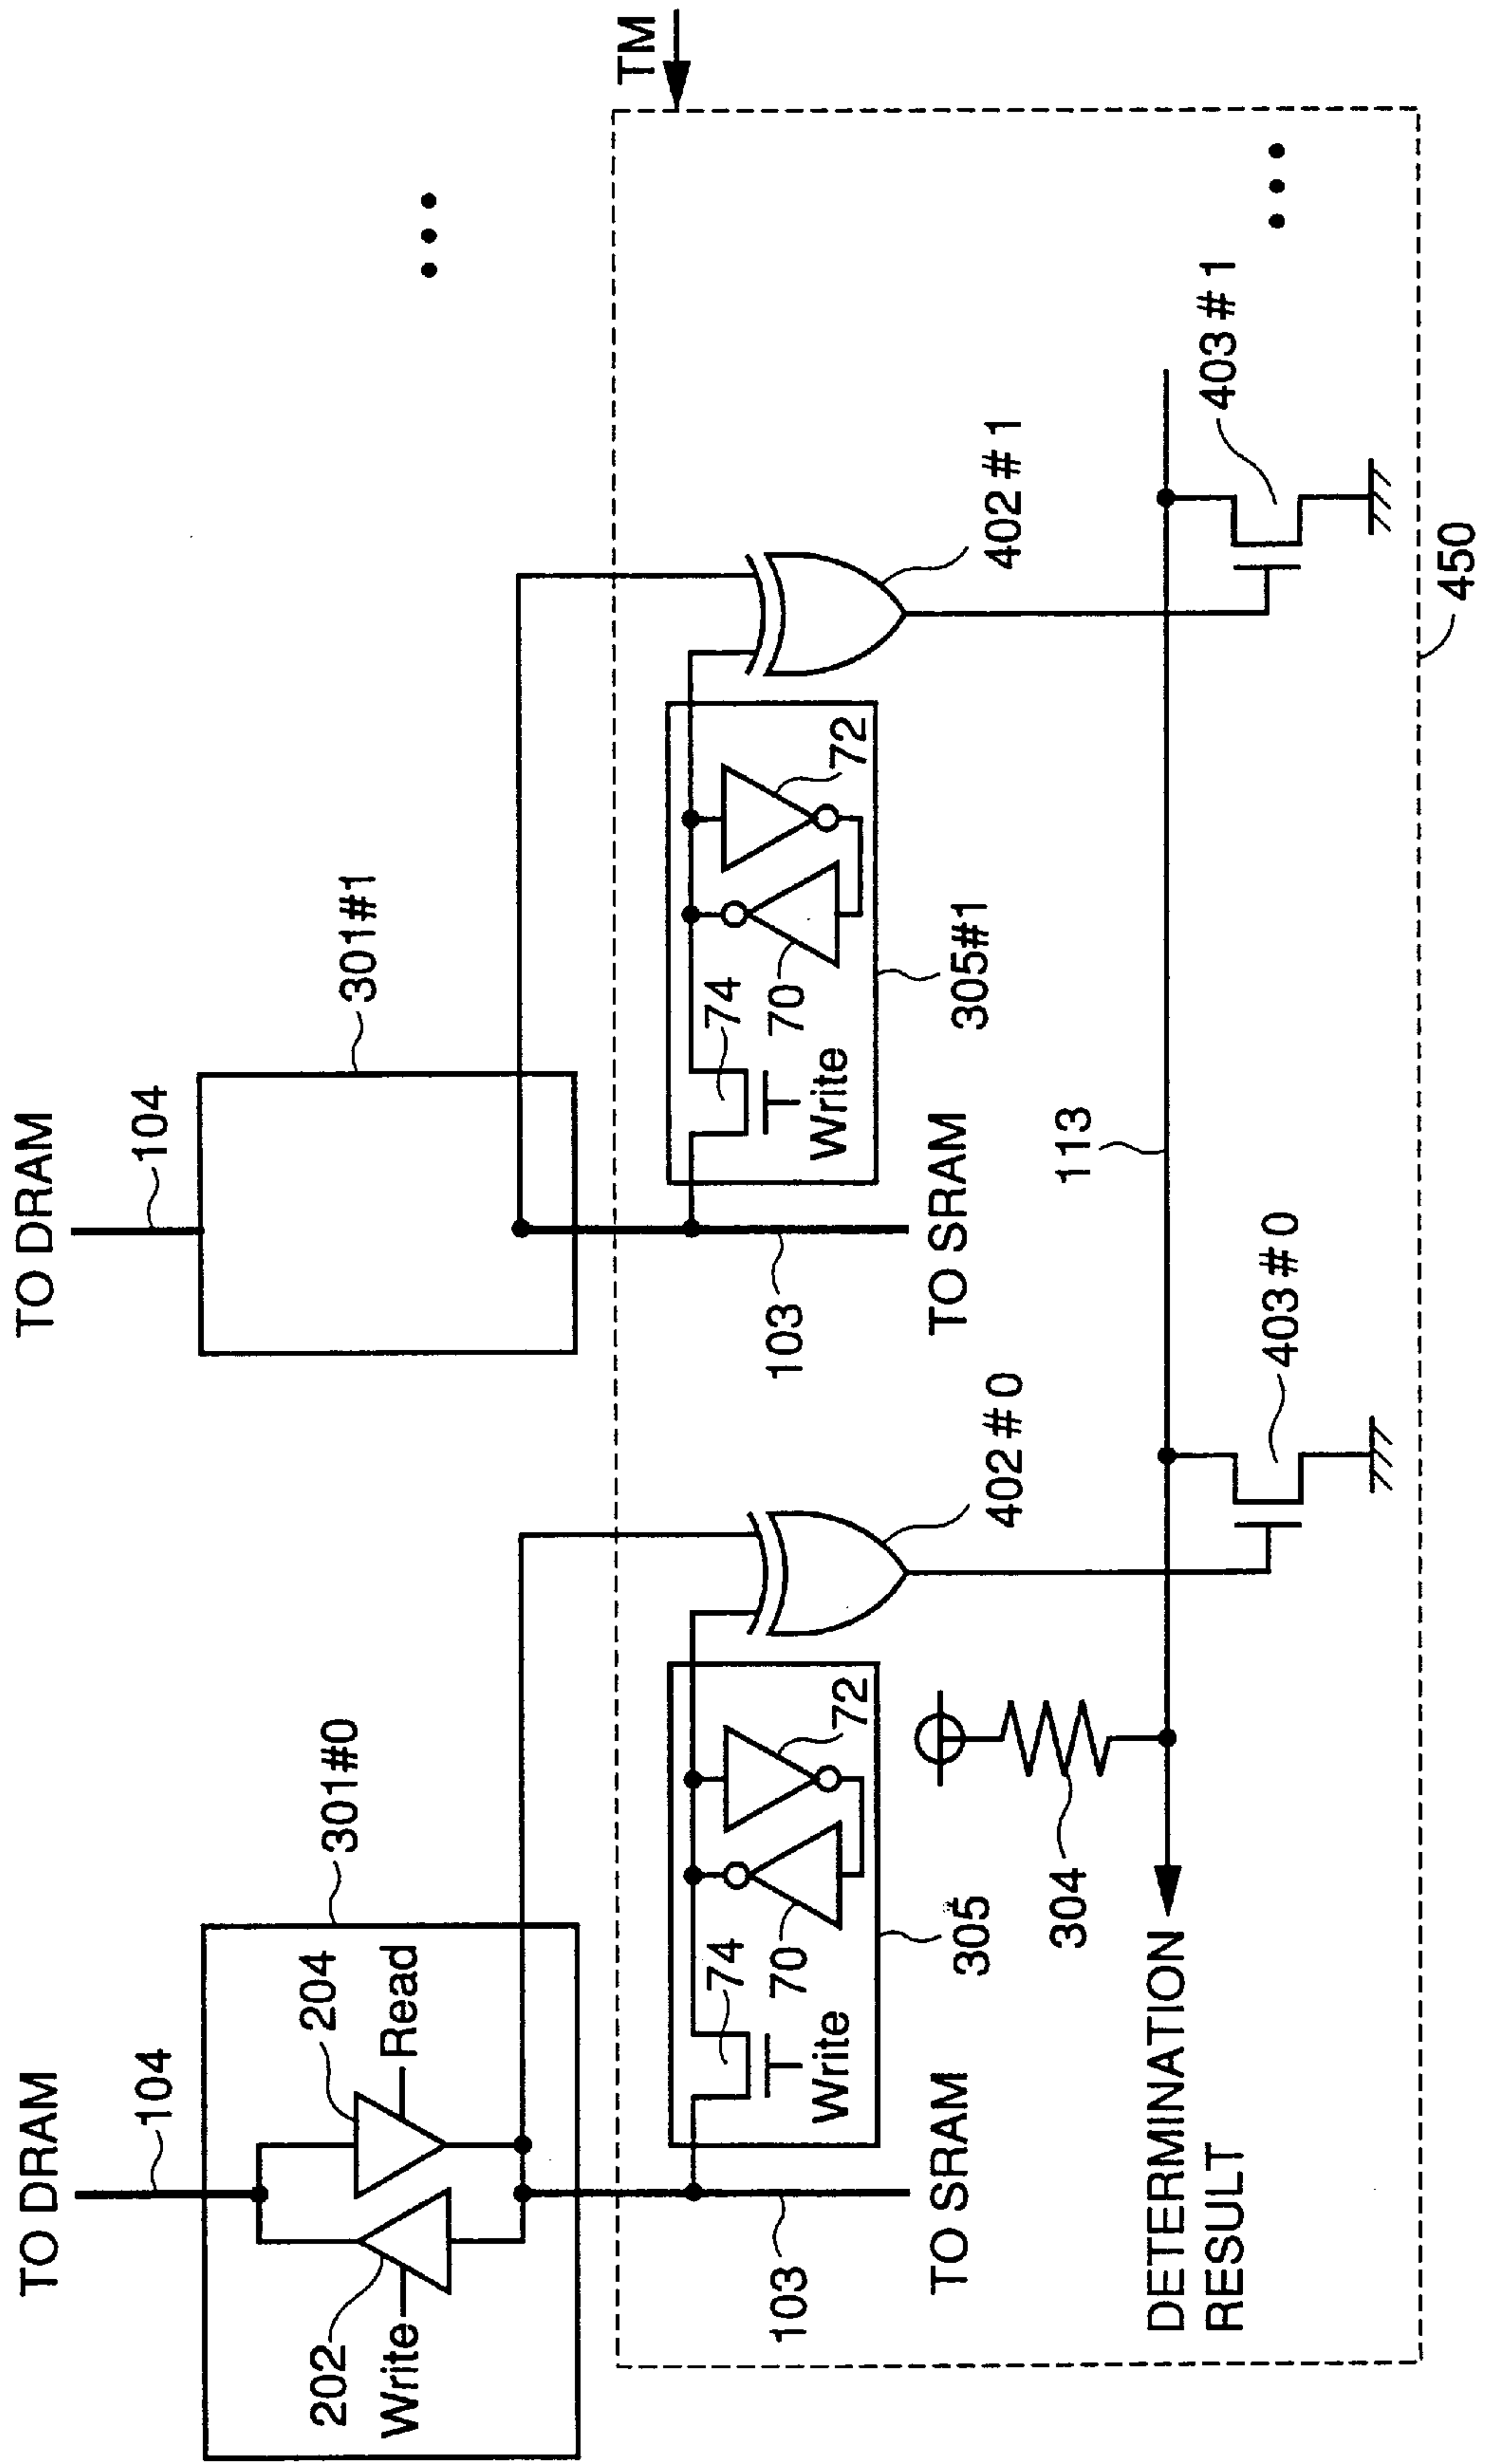 TO DRAM
TO DRAM
104
104
301#0
301#1
202
204
Write
Read
TM
103
103
74
70
72
74
70
72
Write
Write
305
305#1
TO SRAM
TO SRAM
402#0
402#1
304
113
DETERMINATION
RESULT
403#0
403#1
450